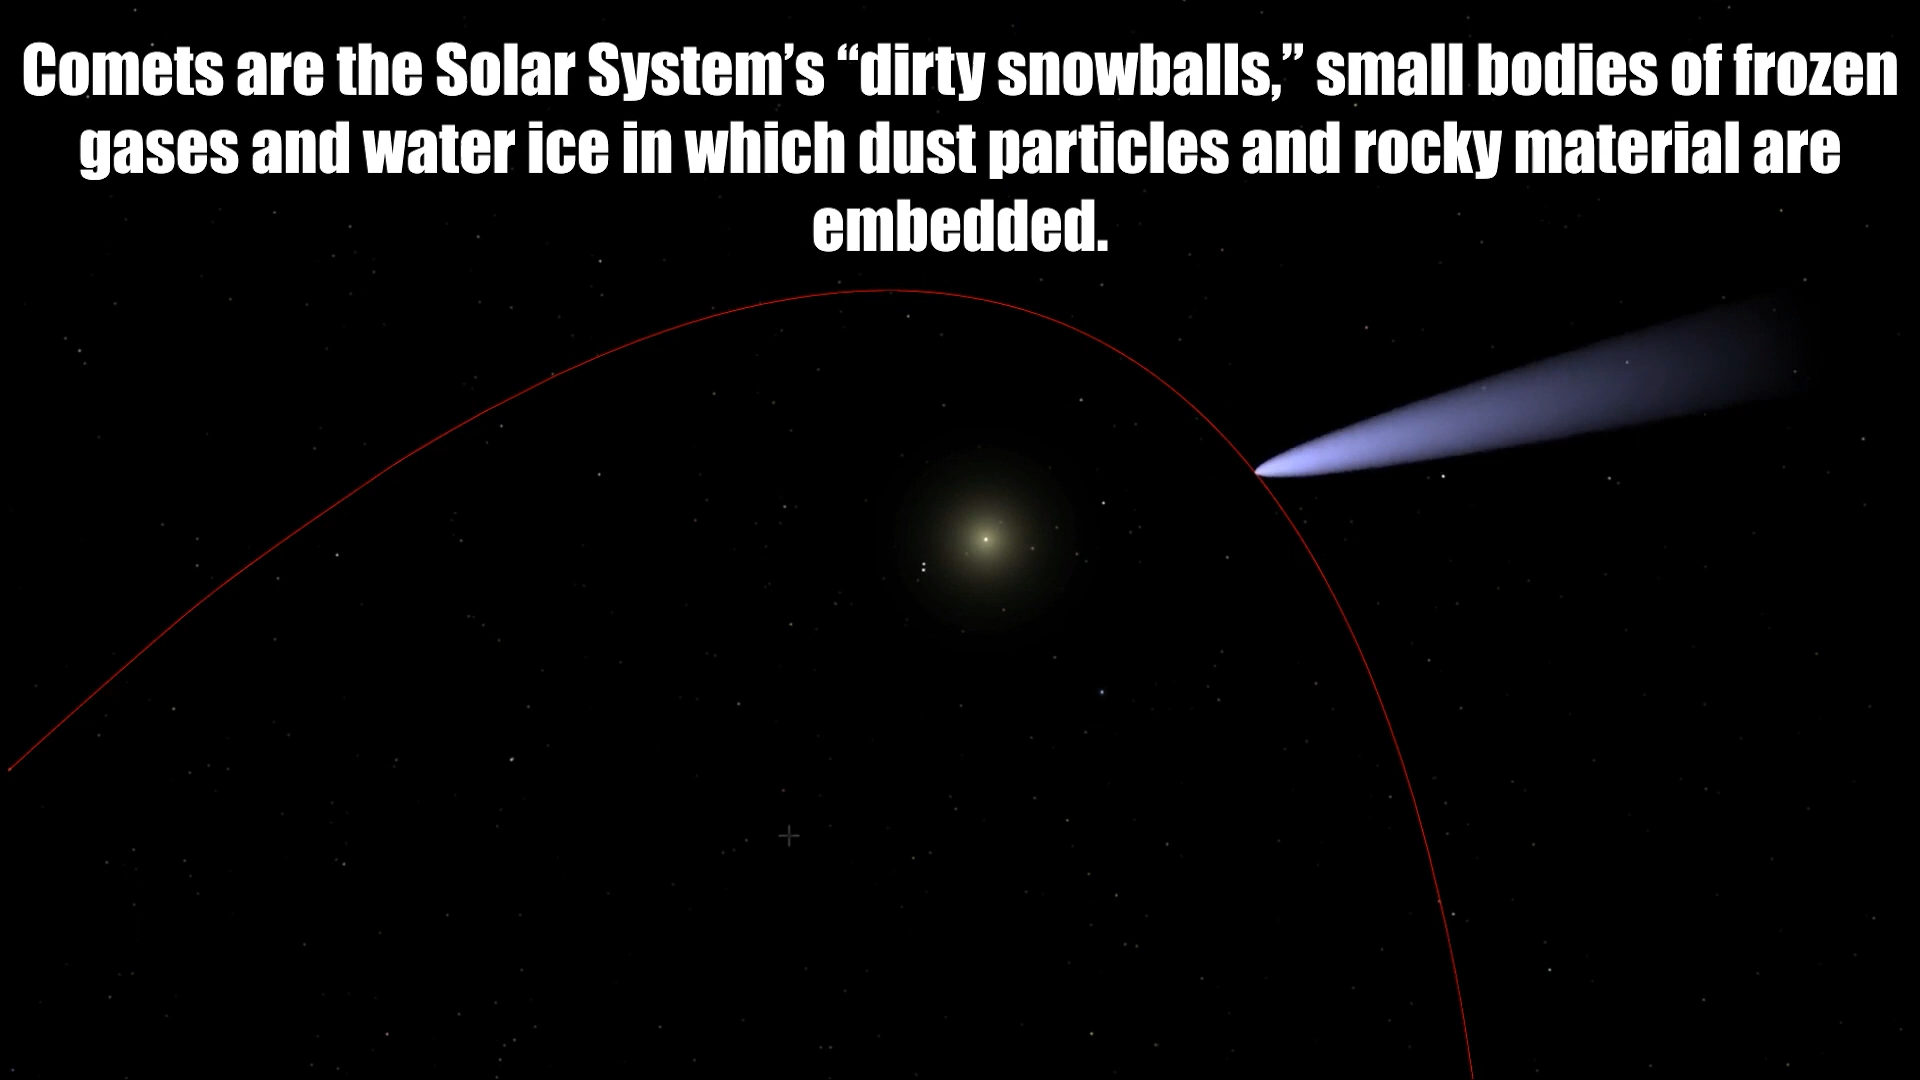 Comets are the Solar System’s “dirty snowballs,” small bodies of frozen
gases and water ice in which dust particles and rocky material are
embedded.